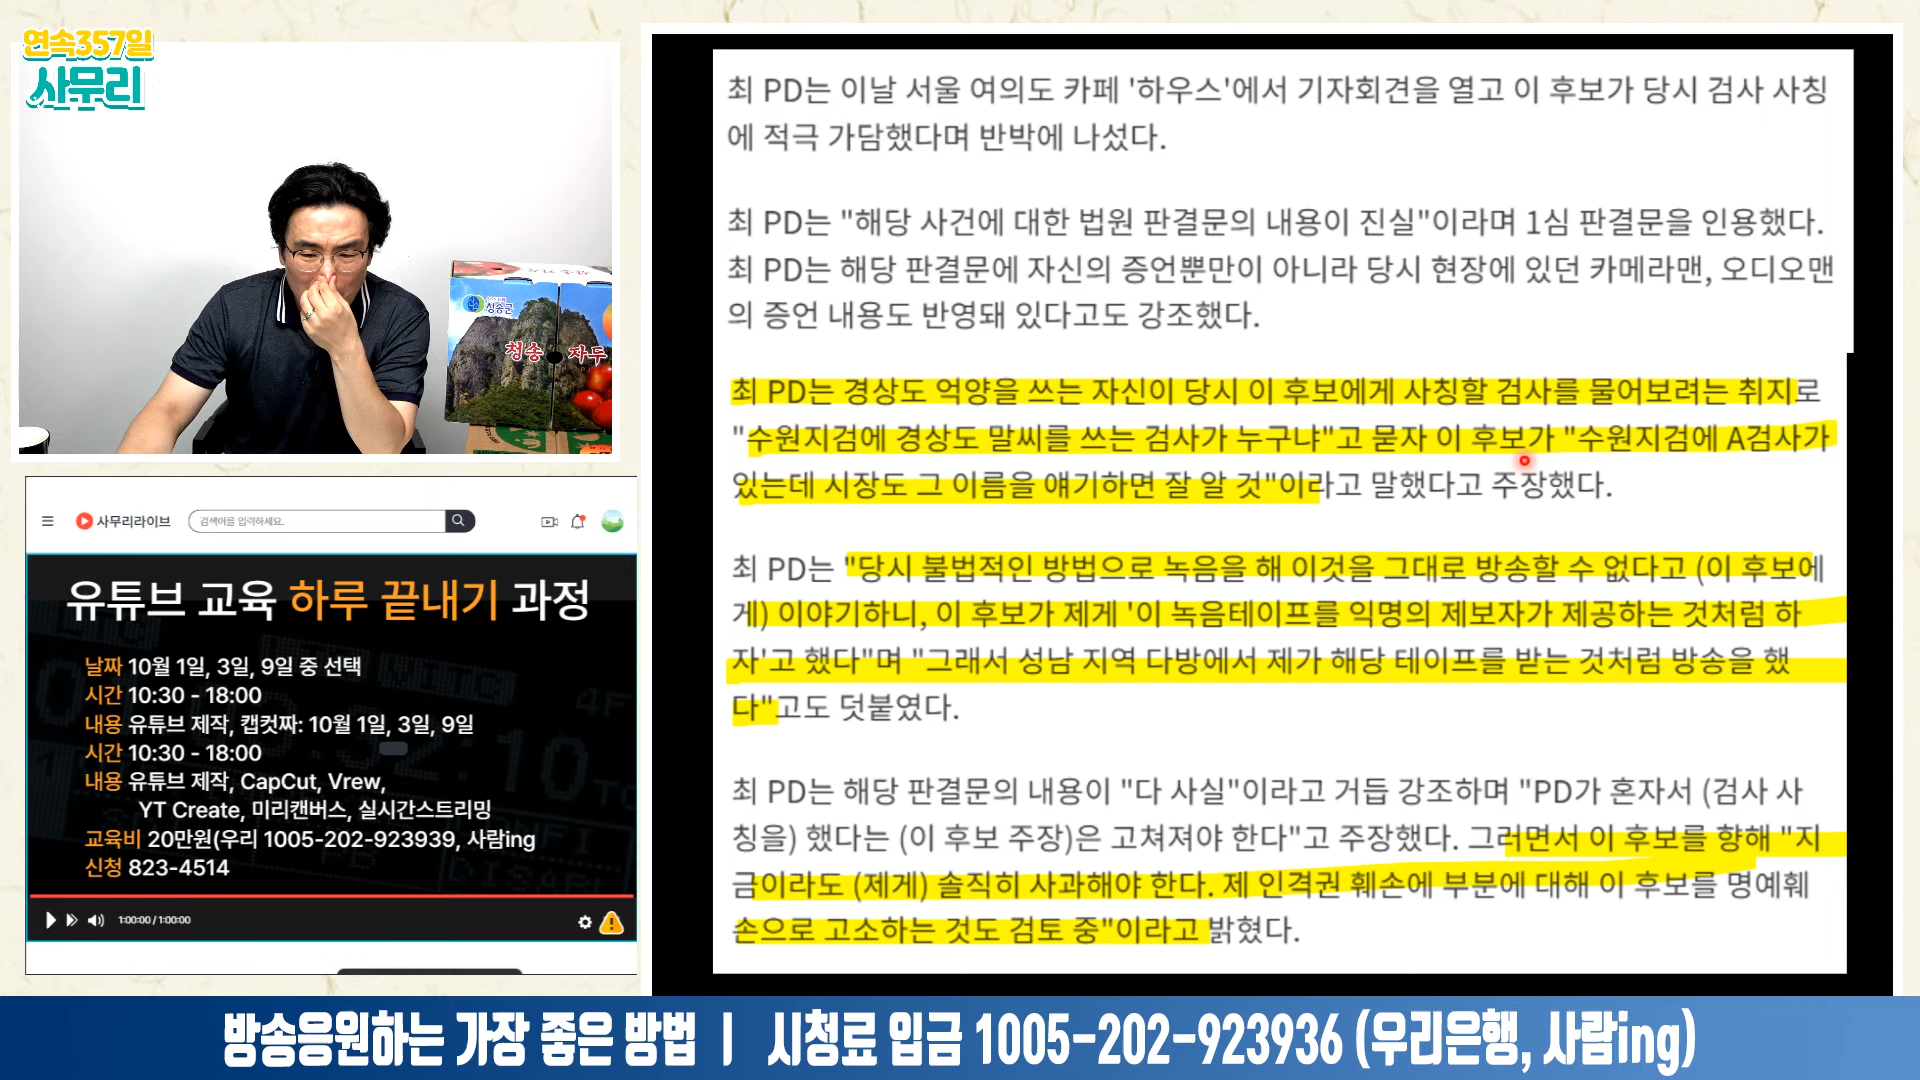 연속357일
사무리
청송군
청송
자두
사무리라이브
검색어를 입력하세요.
유튜브 교육 하루 끝내기 과정
날짜 10월 1일, 3일, 9일 중 선택
시간 10:30 - 18:00
내용 유튜브 제작, 캡컷짜: 10월 1일, 3일, 9일
시간 10:30 - 18:00
내용 유튜브 제작, CapCut, Vrew,
YT Create, 미리캔버스, 실시간스트리밍
교육비 20만원(우리 1005-202-923939, 사람ing
신청 823-4514
1:00:00 / 1:00:00
최 PD는 이날 서울 여의도 카페 '하우스'에서 기자회견을 열고 이 후보가 당시 검사 사칭
에 적극 가담했다며 반박에 나섰다.
최 PD는 "해당 사건에 대한 법원 판결문의 내용이 진실"이라며 1심 판결문을 인용했다.
최 PD는 해당 판결문에 자신의 증언뿐만이 아니라 당시 현장에 있던 카메라맨, 오디오맨
의 증언 내용도 반영돼 있다고도 강조했다.
최 PD는 경상도 억양을 쓰는 자신이 당시 이 후보에게 사칭할 검사를 물어보려는 취지로
"수원지검에 경상도 말씨를 쓰는 검사가 누구냐"고 묻자 이 후보가 "수원지검에 A검사가
있는데 시장도 그 이름을 얘기하면 잘 알 것"이라고 말했다고 주장했다.
최 PD는 "당시 불법적인 방법으로 녹음을 해 이것을 그대로 방송할 수 없다고 (이 후보에
게) 이야기하니, 이 후보가 제게 '이 녹음테이프를 익명의 제보자가 제공하는 것처럼 하
자'고 했다"며 "그래서 성남 지역 다방에서 제가 해당 테이프를 받는 것처럼 방송을 했
다"고도 덧붙였다.
최 PD는 해당 판결문의 내용이 "다 사실"이라고 거듭 강조하며 "PD가 혼자서 (검사 사
칭을) 했다는 (이 후보 주장)은 고쳐져야 한다"고 주장했다. 그러면서 이 후보를 향해 "지
금이라도 (제게) 솔직히 사과해야 한다. 제 인격권 훼손에 부분에 대해 이 후보를 명예훼
손으로 고소하는 것도 검토 중"이라고 밝혔다.
방송응원하는 가장 좋은 방법 ㅣ 시청료 입금 1005-202-923936 (우리은행, 사람ing)